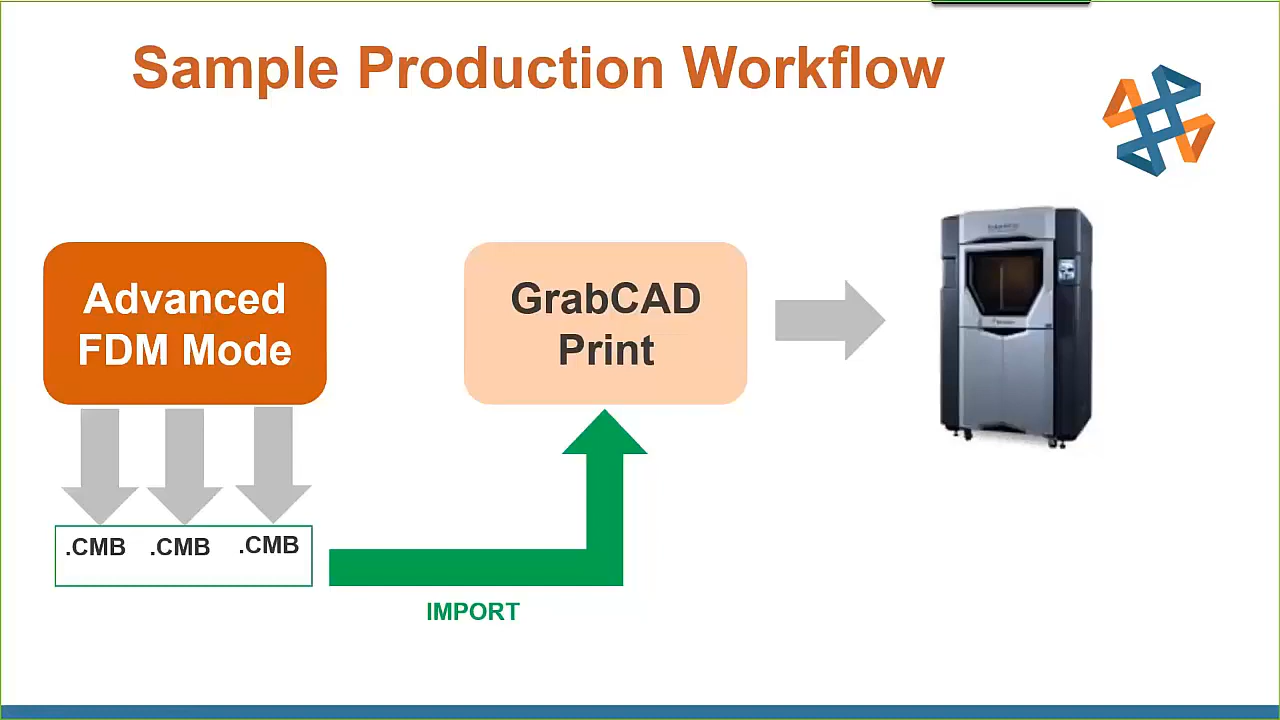 Sample Production Workflow
Advanced
FDM Mode
GrabCAD
Print
.CMB .CMB .CMB
IMPORT